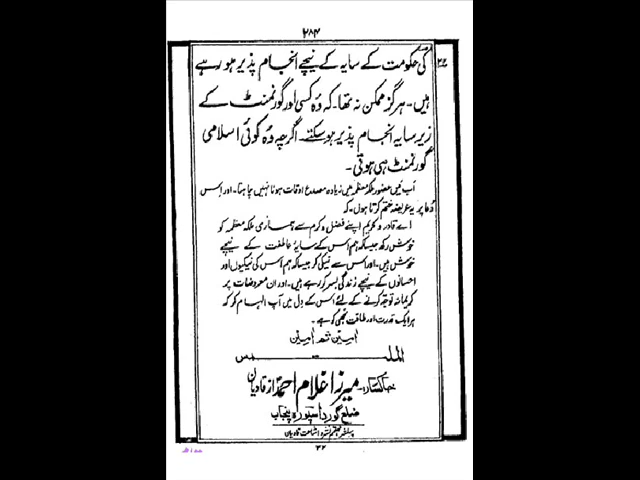 ۲۸۴
کی حکومت کے سایہ کے نیچے انجام پذیر ہو رہے
ہیں۔ ہرگز ممکن نہ تھا۔ کہ وہ کسی اور گورنمنٹ کے
زیر سایہ انجام پذیر ہو سکتے۔ اگرچہ وہ کوئی اسلامی
گورنمنٹ ہی ہوتی۔
اب میں حضور ملکہ معظمہ میں زیادہ مصدع اوقات ہونا نہیں چاہتا۔ اور اس
دعا پر یہ عریضہ ختم کرتا ہوں۔ کہ
اے قادر و کریم اپنے فضل و کرم سے ہماری ملکہ معظمہ کو
خوش رکھ جیسا کہ ہم اس کے سایہ عاطفت کے نیچے
خوش ہیں۔ اور اس سے نیکی کر جیسا کہ ہم اس کی نیکیوں اور
احسانوں کے نیچے زندگی بسر کر رہے ہیں۔ اور ان معروضات پر
کریمانہ توجہ کرنے کے لئے اس کے دل میں آپ الہام کر کہ
ہر ایک قدرت اور طاقت تجھی کو ہے۔
اٰمین ثم اٰمین
الملتمس
خاکسار۔ میرزا غلام احمد از قادیان
ضلع گورداسپورہ پنجاب
۳۲